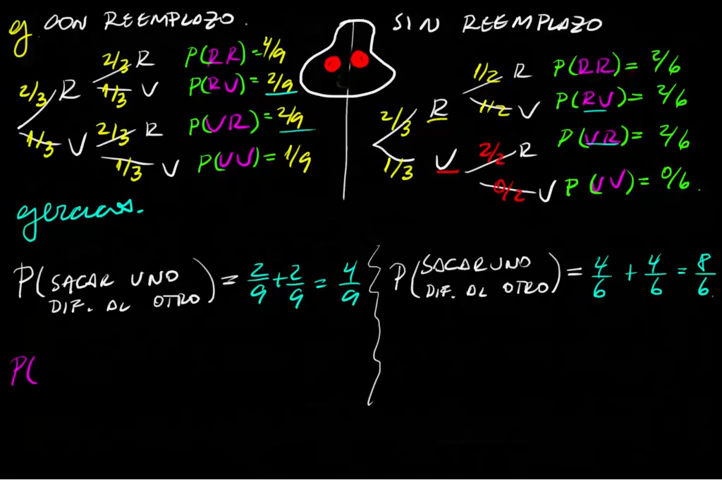 g CON REEMPLAZO.
2/3 R 2/3 R P(RR) = 4/9
1/3 V P(RV) = 2/9
1/3 V 2/3 R P(VR) = 2/9
1/3 V P(VV) = 1/9
SIN REEMPLAZO
2/3 R 1/2 R P(RR) = 2/6
1/2 V P(RV) = 2/6
1/3 V 2/2 R P(VR) = 2/6
0/2 V P(VV) = 0/6
P(SACAR UNO DIF. AL OTRO) = 2/9 + 2/9 = 4/9
P(SACAR UNO DIF. AL OTRO) = 4/6 + 4/6 = 8/6
P(